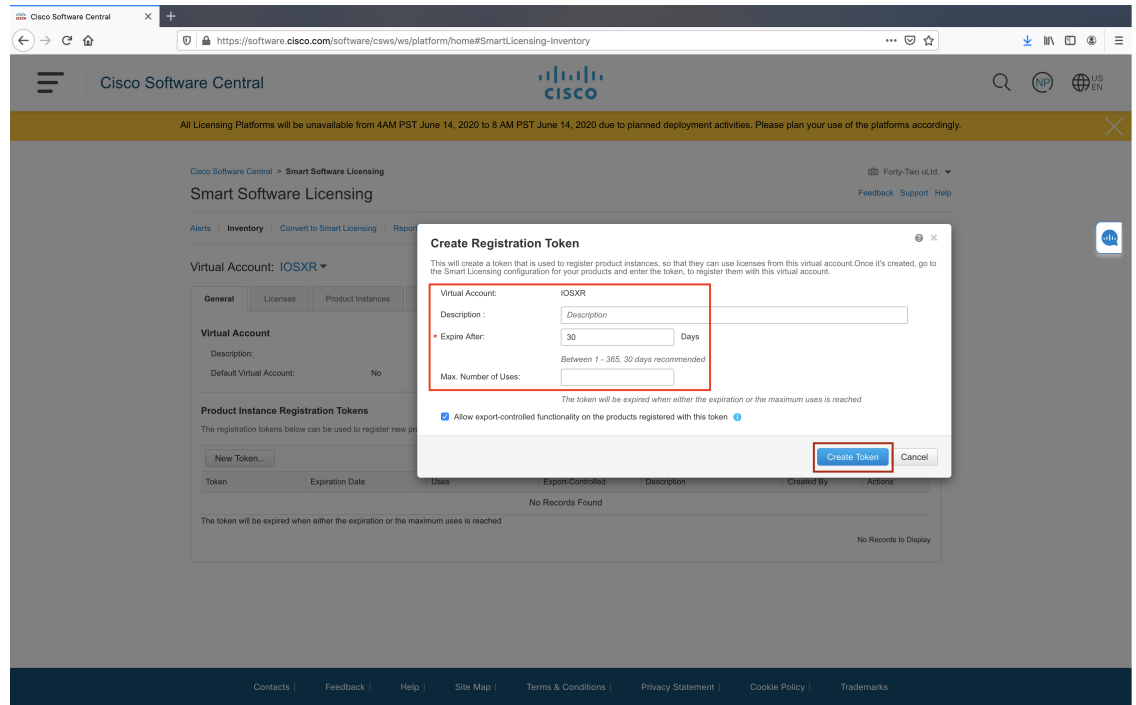 Cisco Software Central
https://software.cisco.com/software/csws/ws/platform/home#SmartLicensing-Inventory
Cisco Software Central
CISCO
NP
US
EN
All Licensing Platforms will be unavailable from 4AM PST June 14, 2020 to 8 AM PST June 14, 2020 due to planned deployment activities. Please plan your use of the platforms accordingly.
Cisco Software Central > Smart Software Licensing
Forty-Two uLtd.
Smart Software Licensing
Feedback Support Help
Alerts | Inventory | Convert to Smart Licensing | Repor
Virtual Account: IOSXR
General Licenses Product Instances
Virtual Account
Description:
Default Virtual Account: No
Product Instance Registration Tokens
The registration tokens below can be used to register new pr
New Token...
Token Expiration Date Uses Export-Controlled Description Created By Actions
No Records Found
The token will be expired when either the expiration or the maximum uses is reached
No Records to Display
Create Registration Token
This will create a token that is used to register product instances, so that they can use licenses from this virtual account.Once it's created, go to
the Smart Licensing configuration for your products and enter the token, to register them with this virtual account.
Virtual Account: IOSXR
Description : Description
* Expire After: 30 Days
Between 1 - 365, 30 days recommended
Max. Number of Uses:
The token will be expired when either the expiration or the maximum uses is reached
Allow export-controlled functionality on the products registered with this token
Create Token Cancel
Contacts | Feedback | Help | Site Map | Terms & Conditions | Privacy Statement | Cookie Policy | Trademarks